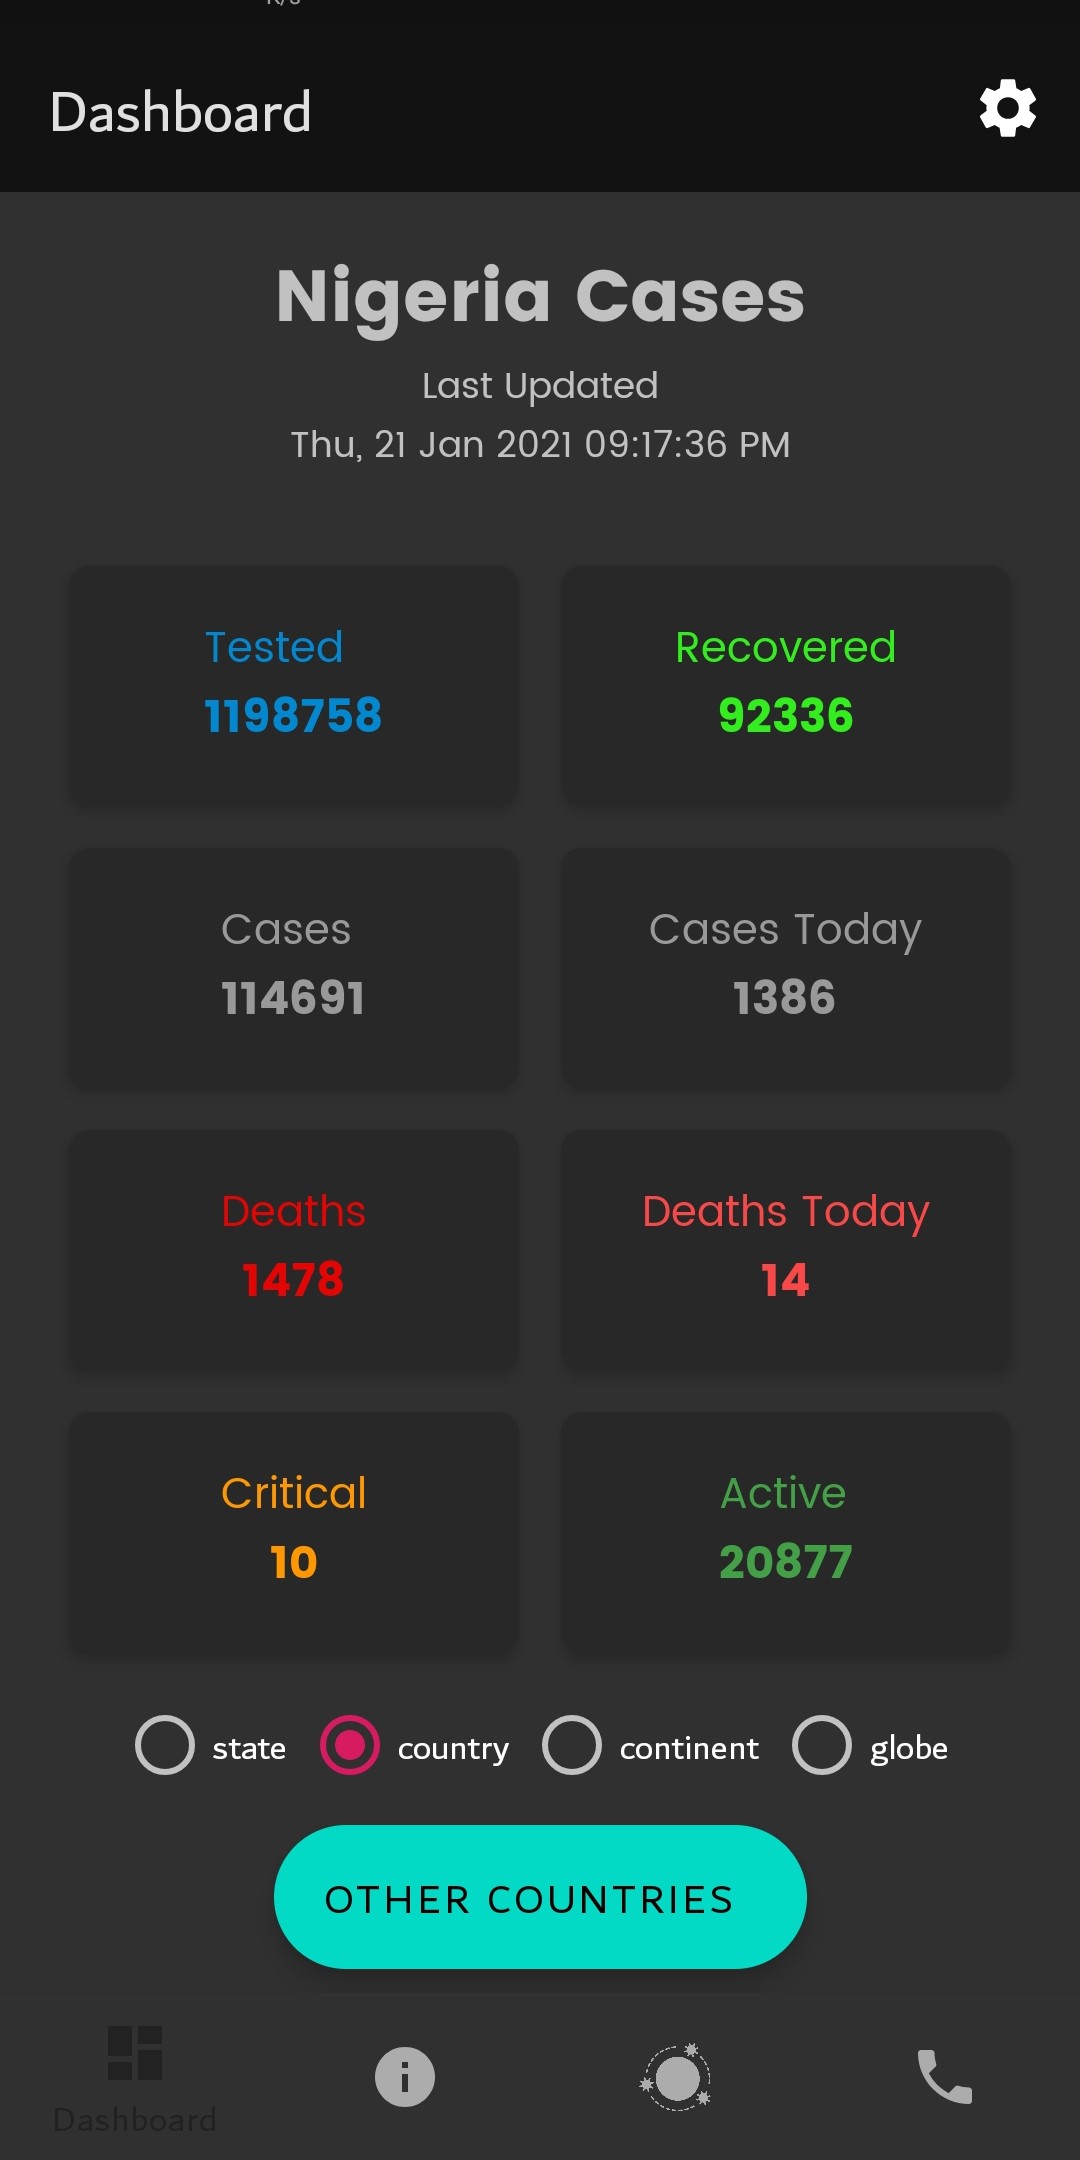 Dashboard
Nigeria Cases
Last Updated
Thu, 21 Jan 2021 09:17:36 PM
Tested
1198758
Recovered
92336
Cases
114691
Cases Today
1386
Deaths
1478
Deaths Today
14
Critical
10
Active
20877
state country continent globe
OTHER COUNTRIES
Dashboard